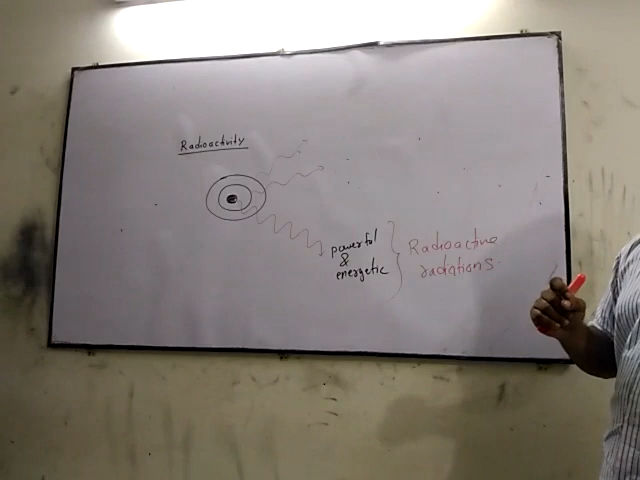 Radioactivity
powerful
&
energetic
Radioactive
radiations.